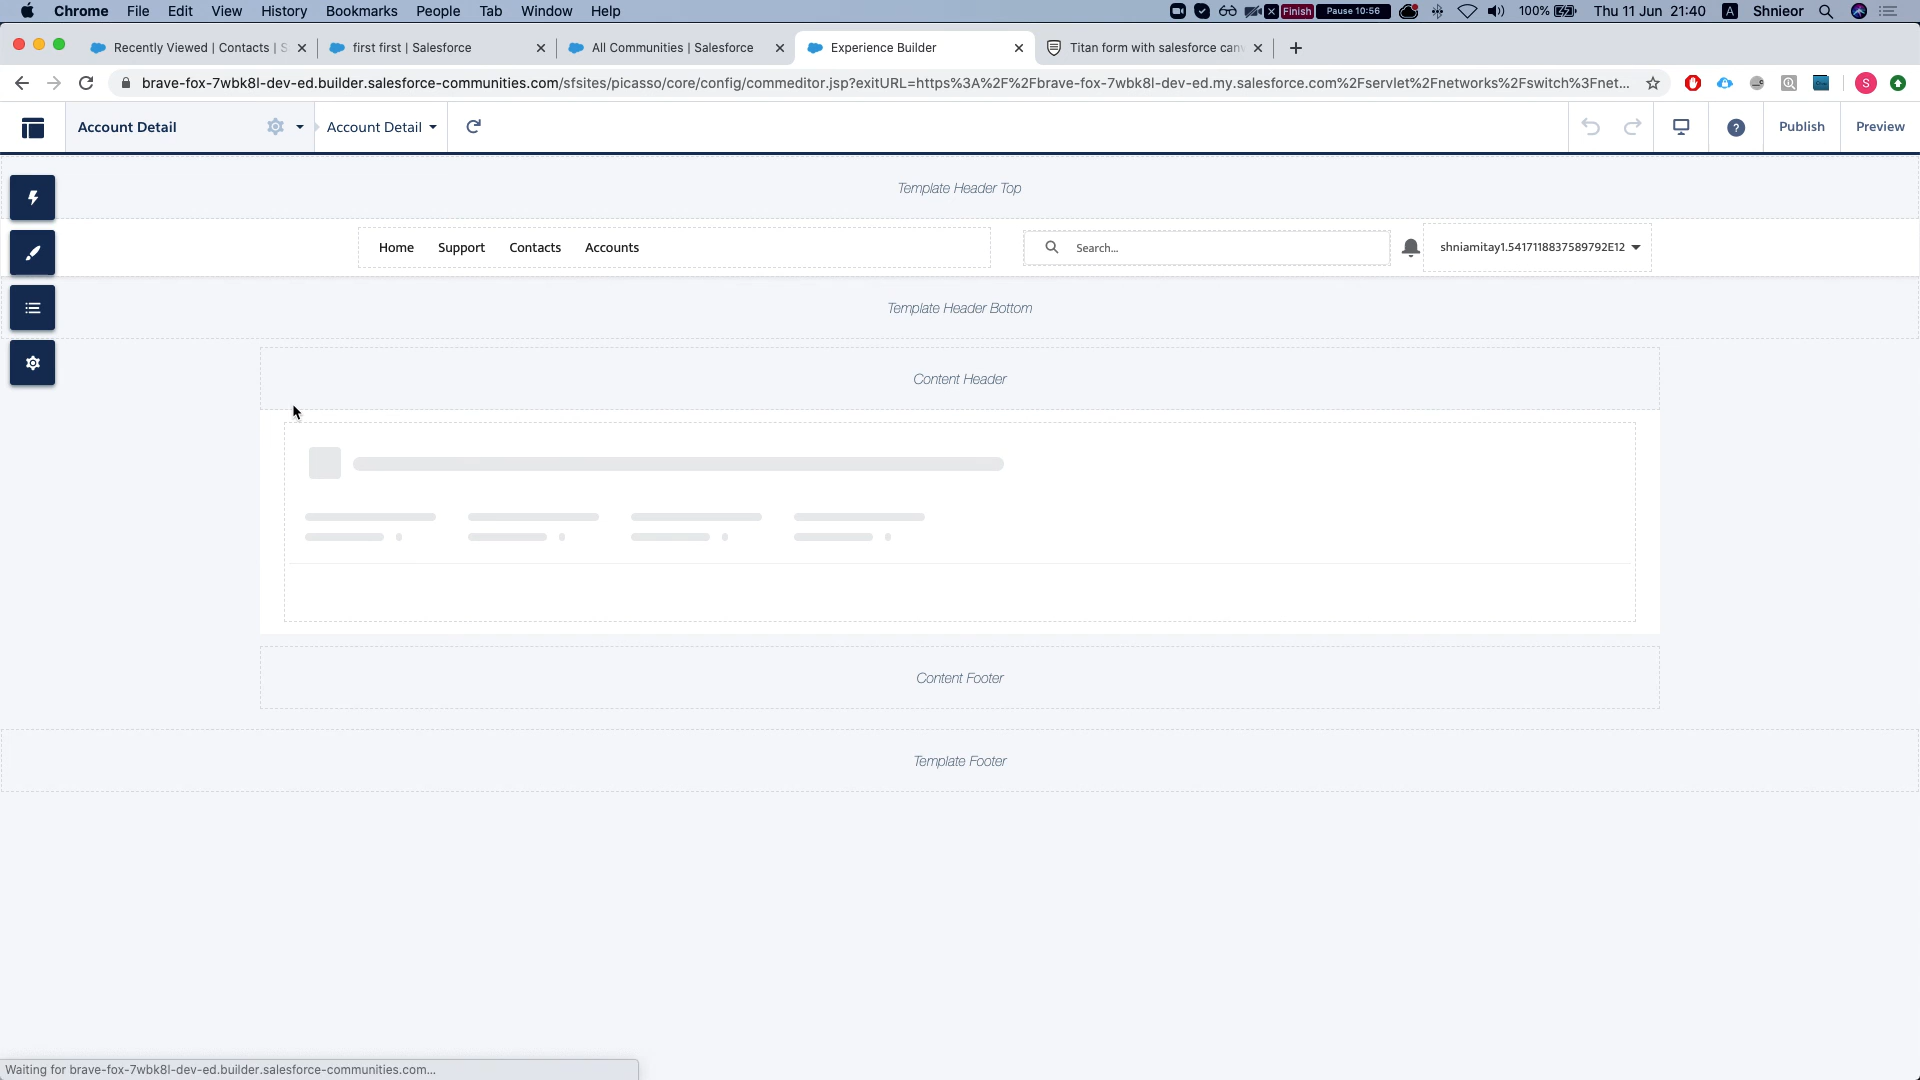 Chrome File Edit View History Bookmarks People Tab Window Help Finish Pause 10:56 100% Thu 11 Jun 21:40 A Shnieor
Recently Viewed | Contacts | S first first | Salesforce All Communities | Salesforce Experience Builder Titan form with salesforce canv
brave-fox-7wbk8l-dev-ed.builder.salesforce-communities.com/sfsites/picasso/core/config/commeditor.jsp?exitURL=https%3A%2F%2Fbrave-fox-7wbk8l-dev-ed.my.salesforce.com%2Fservlet%2Fnetworks%2Fswitch%3Fnet... S
Account Detail Account Detail ? Publish Preview
Template Header Top
Home Support Contacts Accounts Search... shniamitay1.5417118837589792E12
Template Header Bottom
Content Header
Content Footer
Template Footer
Waiting for brave-fox-7wbk8l-dev-ed.builder.salesforce-communities.com...